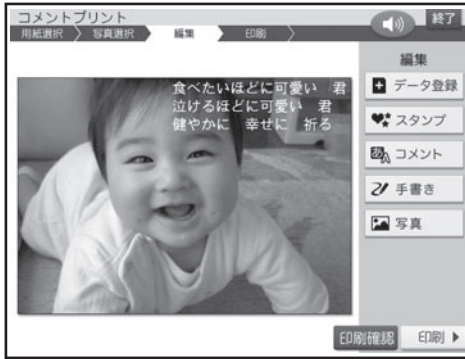 コメントプリント
終了
用紙選択
写真選択
編集
印刷
編集
食べたいほどに可愛い　君
泣けるほどに可愛い　君
健やかに　幸せに　祈る
データ登録
スタンプ
あA コメント
手書き
写真
印刷確認
印刷